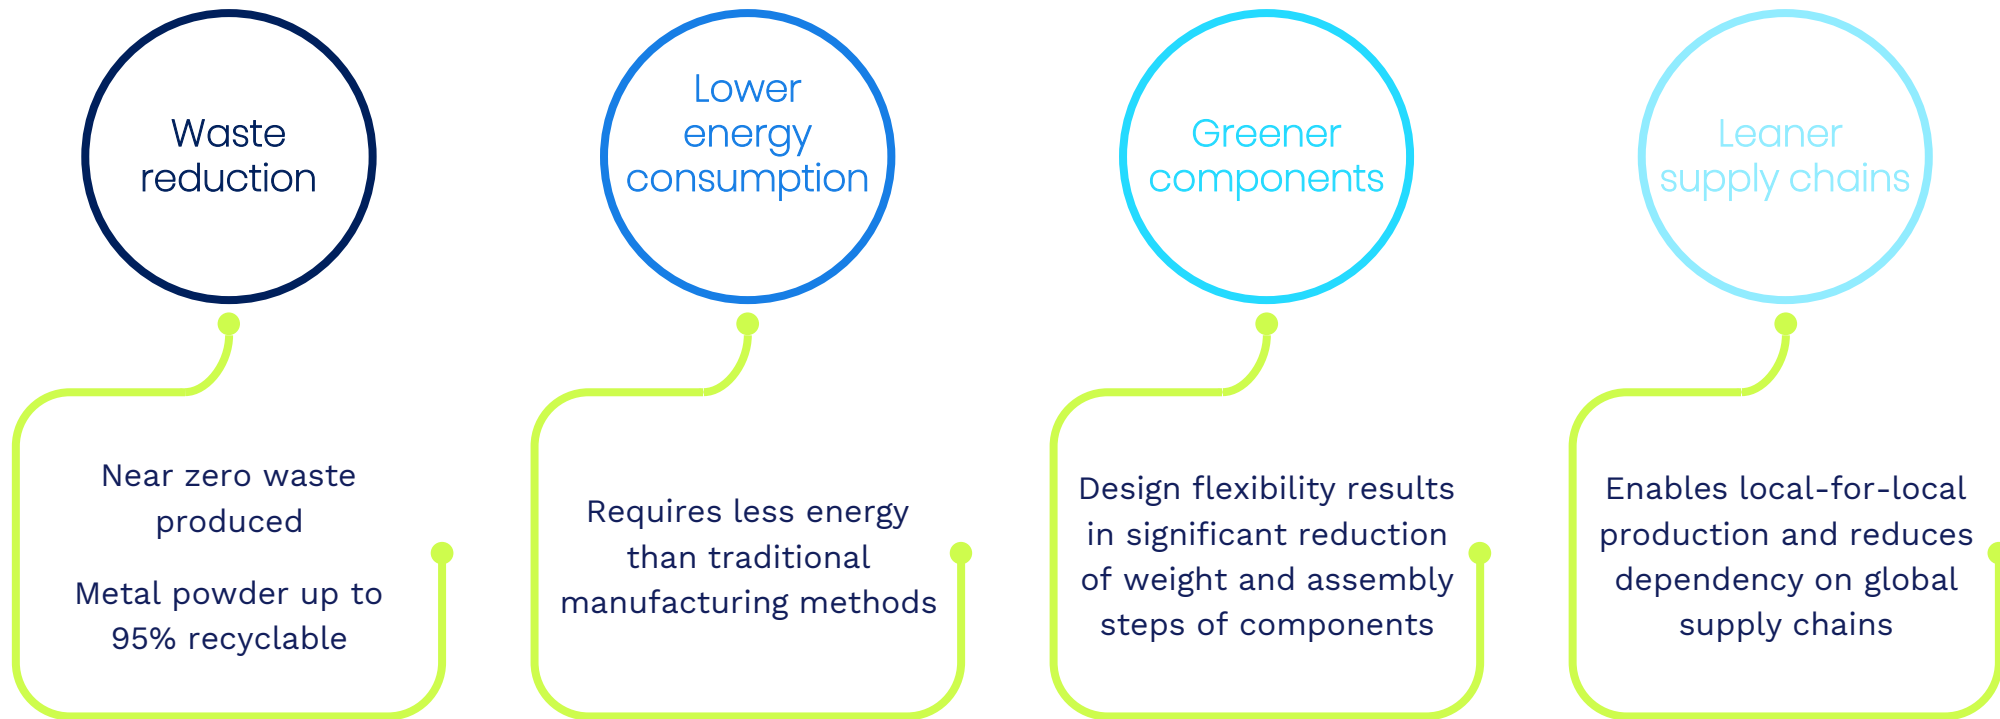 Waste
reduction
Near zero waste
produced
Metal powder up to
95% recyclable
Lower
energy
consumption
Requires less energy
than traditional
manufacturing methods
Greener
components
Design flexibility results
in significant reduction
of weight and assembly
steps of components
Leaner
supply chains
Enables local-for-local
production and reduces
dependency on global
supply chains